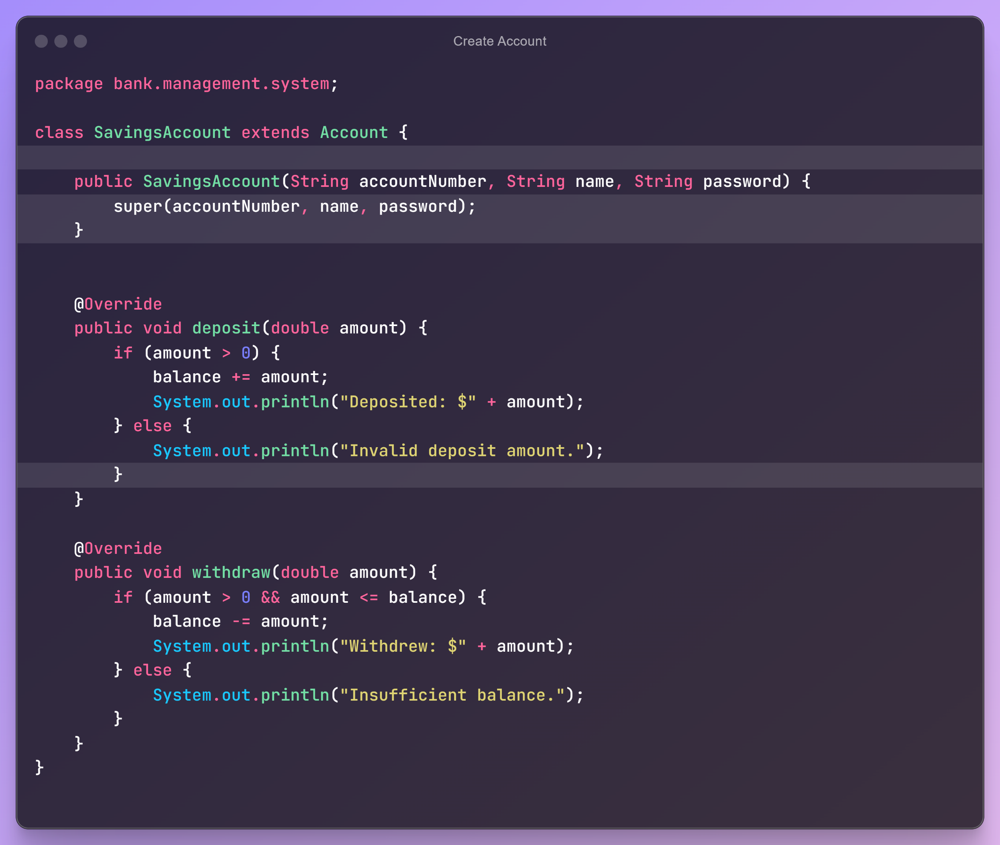 Create Account
package bank.management.system;
class SavingsAccount extends Account {
    public SavingsAccount(String accountNumber, String name, String password) {
        super(accountNumber, name, password);
    }
    @Override
    public void deposit(double amount) {
        if (amount > 0) {
            balance += amount;
            System.out.println("Deposited: $" + amount);
        } else {
            System.out.println("Invalid deposit amount.");
        }
    }
    @Override
    public void withdraw(double amount) {
        if (amount > 0 && amount <= balance) {
            balance -= amount;
            System.out.println("Withdrew: $" + amount);
        } else {
            System.out.println("Insufficient balance.");
        }
    }
}